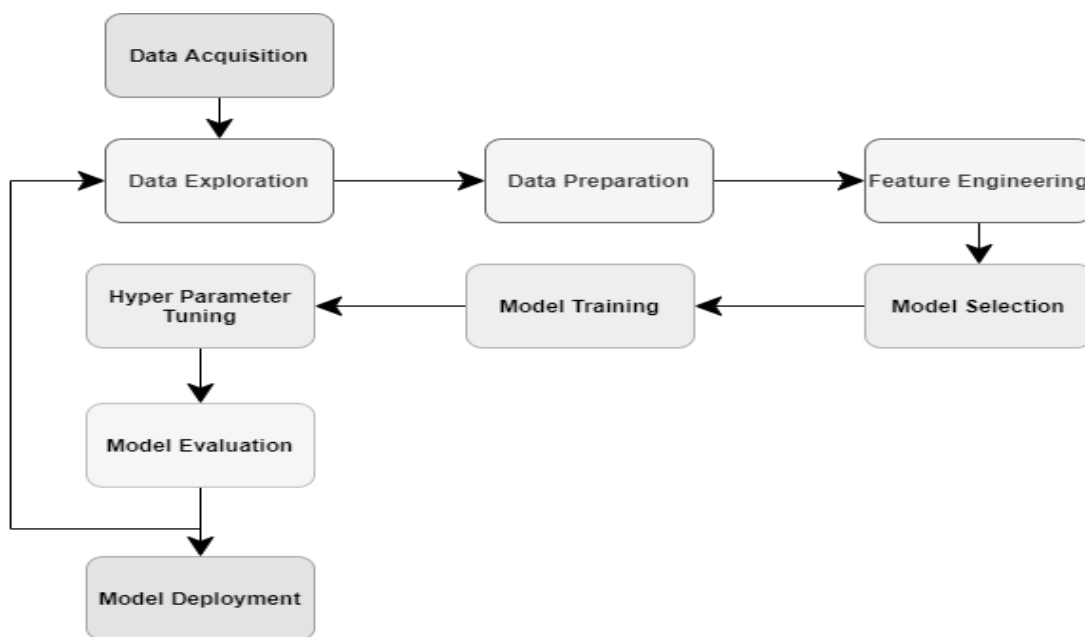 Data Acquisition
Data Exploration
Data Preparation
Feature Engineering
Hyper Parameter
Tuning
Model Training
Model Selection
Model Evaluation
Model Deployment